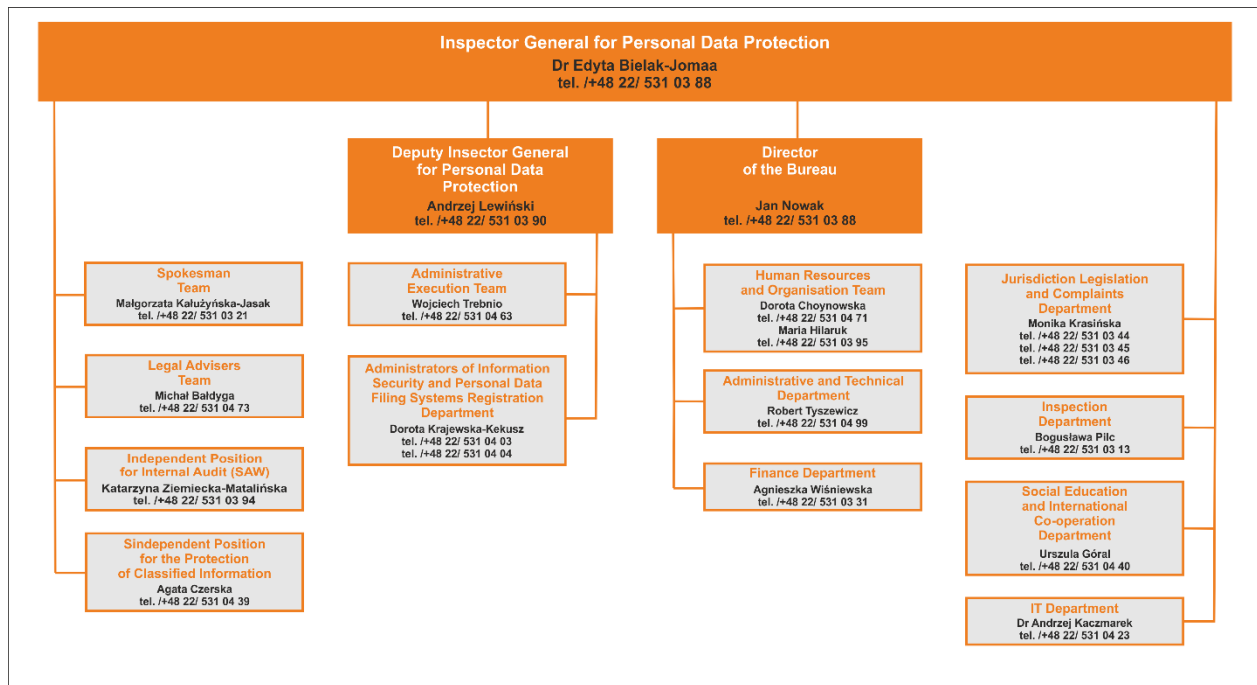 Inspector General for Personal Data Protection
Dr Edyta Bielak-Jomaa
tel. /+48 22/ 531 03 88
Deputy Insector General
for Personal Data
Protection
Andrzej Lewiński
tel. /+48 22/ 531 03 90
Director
of the Bureau
Jan Nowak
tel. /+48 22/ 531 03 88
Spokesman
Team
Małgorzata Kałużyńska-Jasak
tel. /+48 22/ 531 03 21
Legal Advisers
Team
Michał Bałdyga
tel. /+48 22/ 531 04 73
Independent Position
for Internal Audit (SAW)
Katarzyna Ziemiecka-Matalińska
tel. /+48 22/ 531 03 94
Sindependent Position
for the Protection
of Classified Information
Agata Czerska
tel. /+48 22/ 531 04 39
Administrative
Execution Team
Wojciech Trebnio
tel. /+48 22/ 531 04 63
Administrators of Information
Security and Personal Data
Filing Systems Registration
Department
Dorota Krajewska-Kekusz
tel. /+48 22/ 531 04 03
tel. /+48 22/ 531 04 04
Human Resources
and Organisation Team
Dorota Choynowska
tel. /+48 22/ 531 04 71
Maria Hilaruk
tel. /+48 22/ 531 03 95
Administrative and Technical
Department
Robert Tyszewicz
tel. /+48 22/ 531 04 99
Finance Department
Agnieszka Wiśniewska
tel. /+48 22/ 531 03 31
Jurisdiction Legislation
and Complaints
Department
Monika Krasińska
tel. /+48 22/ 531 03 44
tel. /+48 22/ 531 03 45
tel. /+48 22/ 531 03 46
Inspection
Department
Bogusława Pilc
tel. /+48 22/ 531 03 13
Social Education
and International
Co-operation
Department
Urszula Góral
tel. /+48 22/ 531 04 40
IT Department
Dr Andrzej Kaczmarek
tel. /+48 22/ 531 04 23